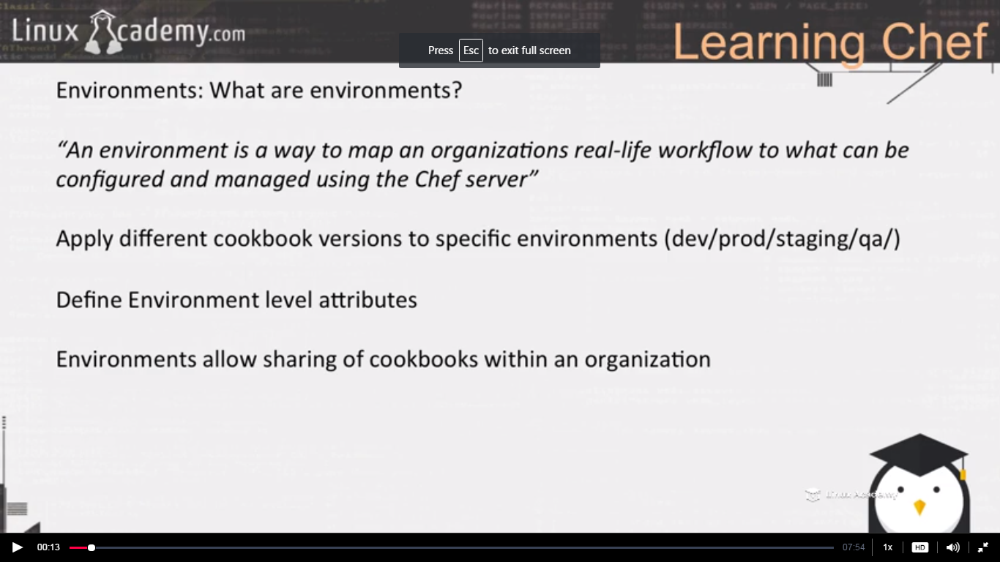 Linux Academy.com
Press Esc to exit full screen
Learning Chef
Environments: What are environments?
“An environment is a way to map an organizations real-life workflow to what can be
configured and managed using the Chef server”
Apply different cookbook versions to specific environments (dev/prod/staging/qa/)
Define Environment level attributes
Environments allow sharing of cookbooks within an organization
Linux Academy
00:13 07:54 1x HD